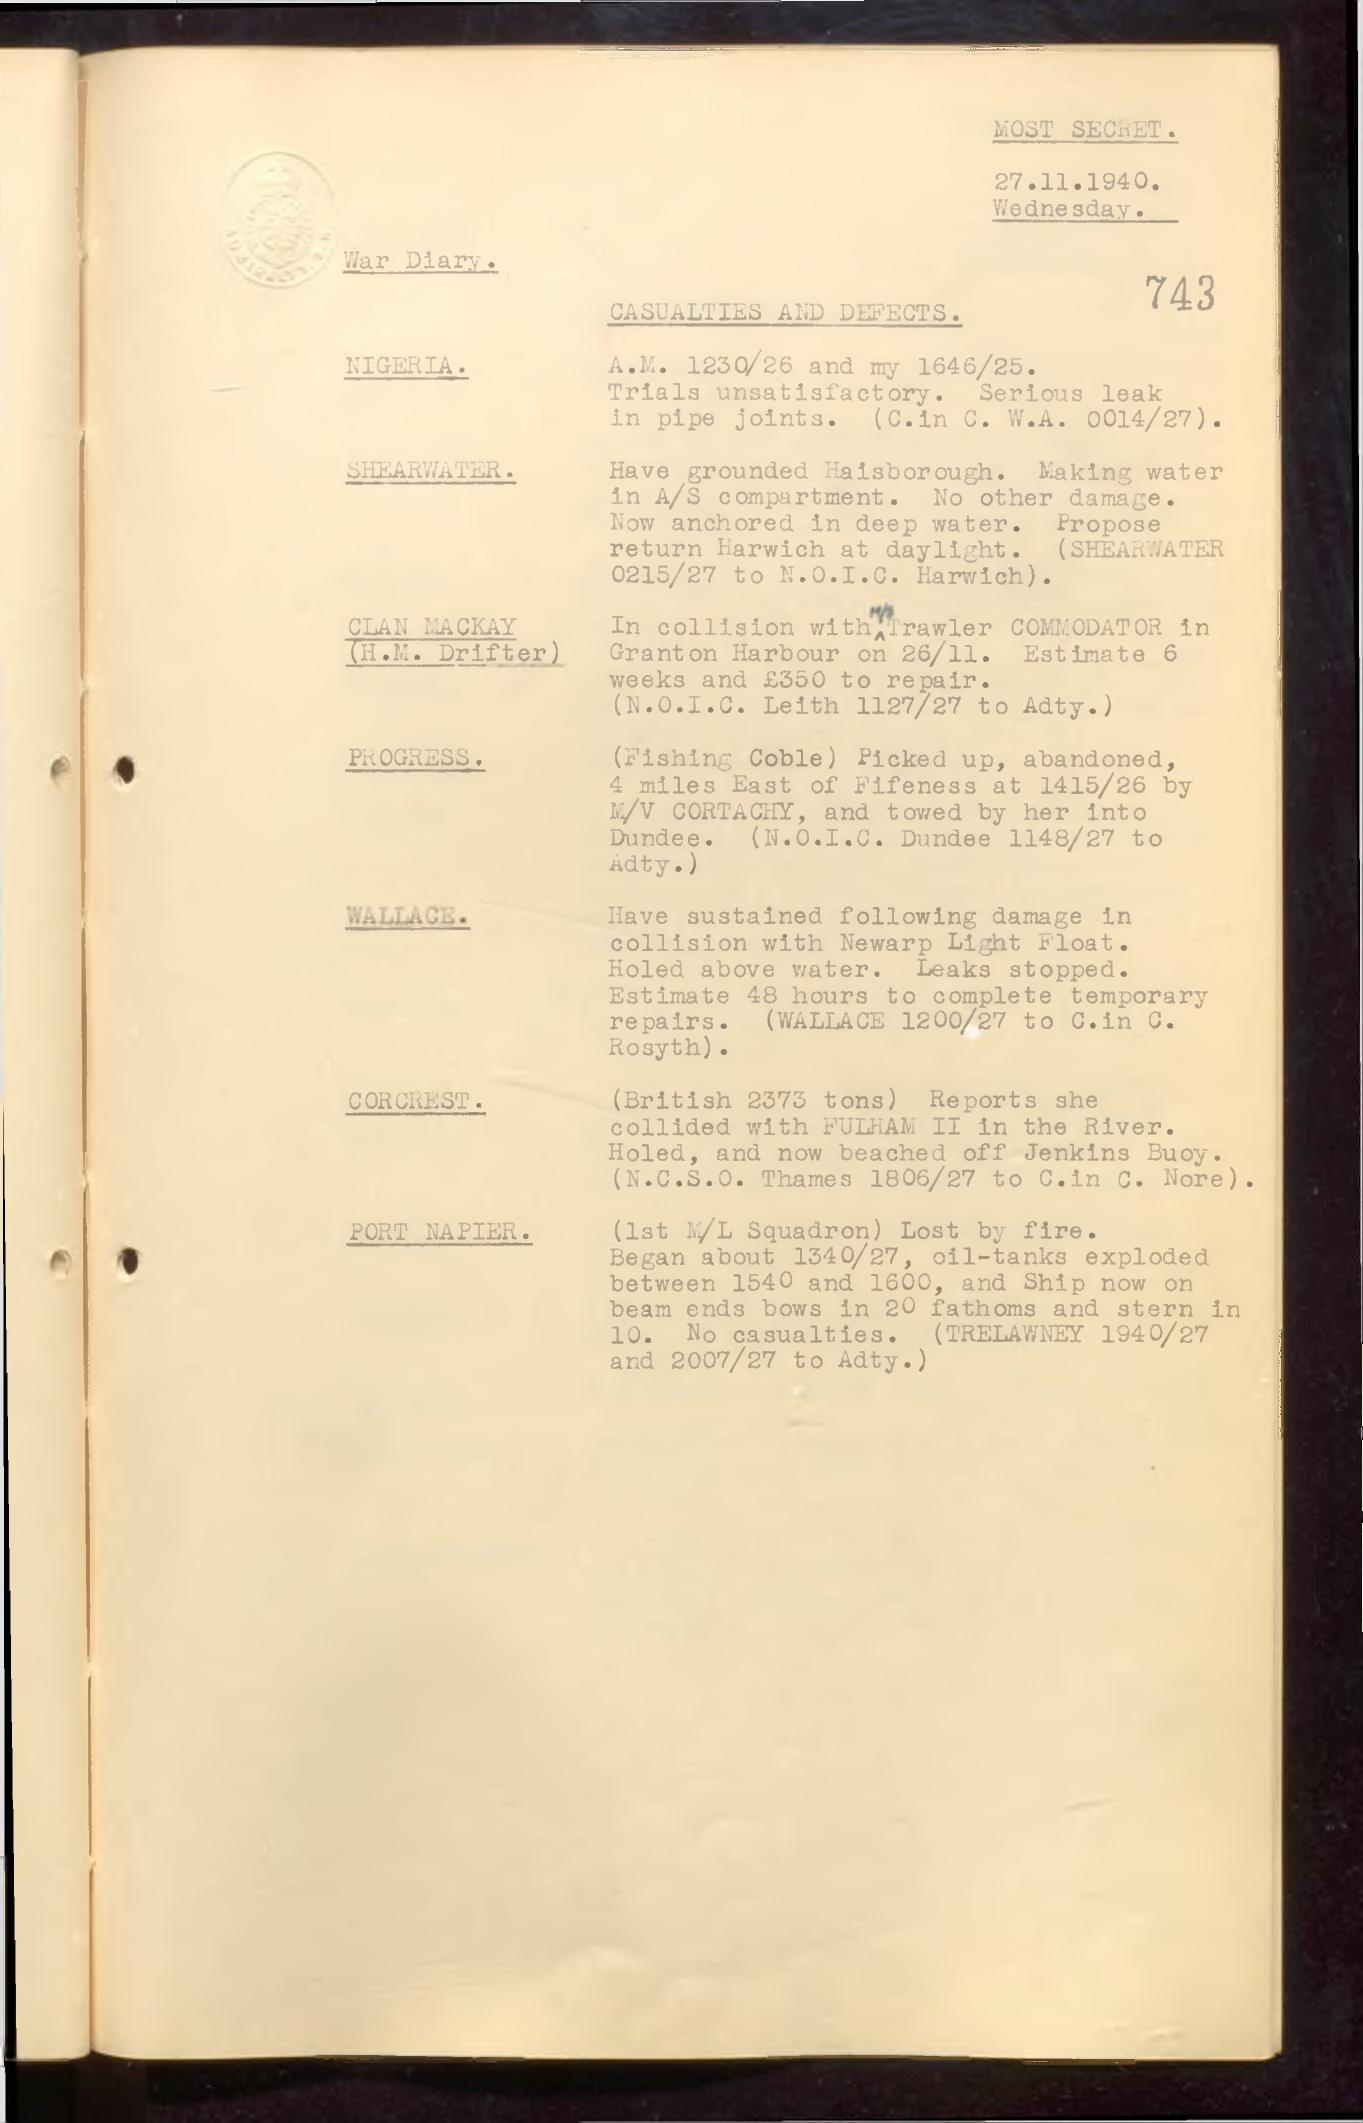 MOST SECRET.
27.11.1940.
Wednesday.
War Diary.
743
CASUALTIES AND DEFECTS.
NIGERIA. A.M. 1230/26 and my 1646/25.
Trials unsatisfactory. Serious leak
in pipe joints. (C.in C. W.A. 0014/27).
SHEARWATER. Have grounded Haisborough. Making water
in A/S compartment. No other damage.
Now anchored in deep water. Propose
return Harwich at daylight. (SHEARWATER
0215/27 to N.O.I.C. Harwich).
CLAN MACKAY In collision with M/S Trawler COMMODATOR in
(H.M. Drifter) Granton Harbour on 26/11. Estimate 6
weeks and £350 to repair.
(N.O.I.C. Leith 1127/27 to Adty.)
PROGRESS. (Fishing Coble) Picked up, abandoned,
4 miles East of Fifeness at 1415/26 by
M/V CORTACHY, and towed by her into
Dundee. (N.O.I.C. Dundee 1148/27 to
Adty.)
WALLACE. Have sustained following damage in
collision with Newarp Light Float.
Holed above water. Leaks stopped.
Estimate 48 hours to complete temporary
repairs. (WALLACE 1200/27 to C.in C.
Rosyth).
CORCREST. (British 2373 tons) Reports she
collided with FULHAM II in the River.
Holed, and now beached off Jenkins Buoy.
(N.C.S.O. Thames 1806/27 to C.in C. Nore).
PORT NAPIER. (1st M/L Squadron) Lost by fire.
Began about 1340/27, oil-tanks exploded
between 1540 and 1600, and Ship now on
beam ends bows in 20 fathoms and stern in
10. No casualties. (TRELAWNEY 1940/27
and 2007/27 to Adty.)